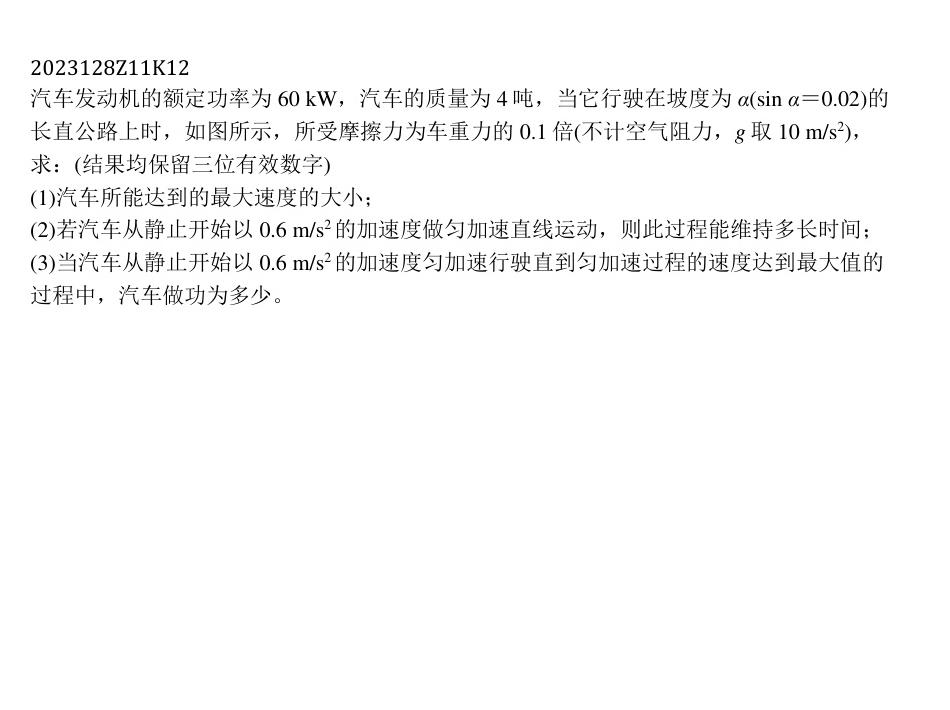 2023128Z11K12
汽车发动机的额定功率为 60 kW，汽车的质量为 4 吨，当它行驶在坡度为 α(sin α＝0.02)的
长直公路上时，如图所示，所受摩擦力为车重力的 0.1 倍(不计空气阻力，g 取 10 m/s²)，
求：(结果均保留三位有效数字)
(1)汽车所能达到的最大速度的大小；
(2)若汽车从静止开始以 0.6 m/s² 的加速度做匀加速直线运动，则此过程能维持多长时间；
(3)当汽车从静止开始以 0.6 m/s² 的加速度匀加速行驶直到匀加速过程的速度达到最大值的
过程中，汽车做功为多少。